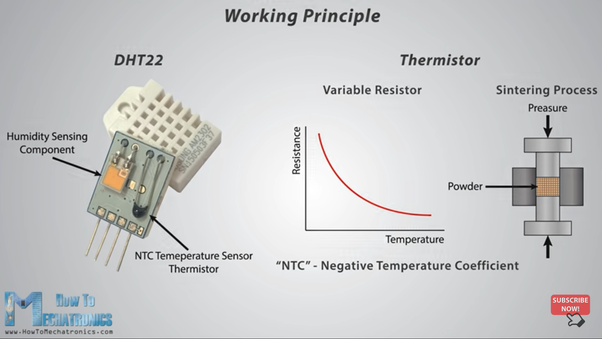 Working Principle
DHT22
Humidity Sensing
Component
NTC Temeperature Sensor
Thermistor
Thermistor
Variable Resistor
Resistance
Temperature
"NTC" - Negative Temperature Coefficient
Sintering Process
Preasure
Powder
How To
Mechatronics
www.HowToMechatronics.com
SUBSCRIBE
NOW!